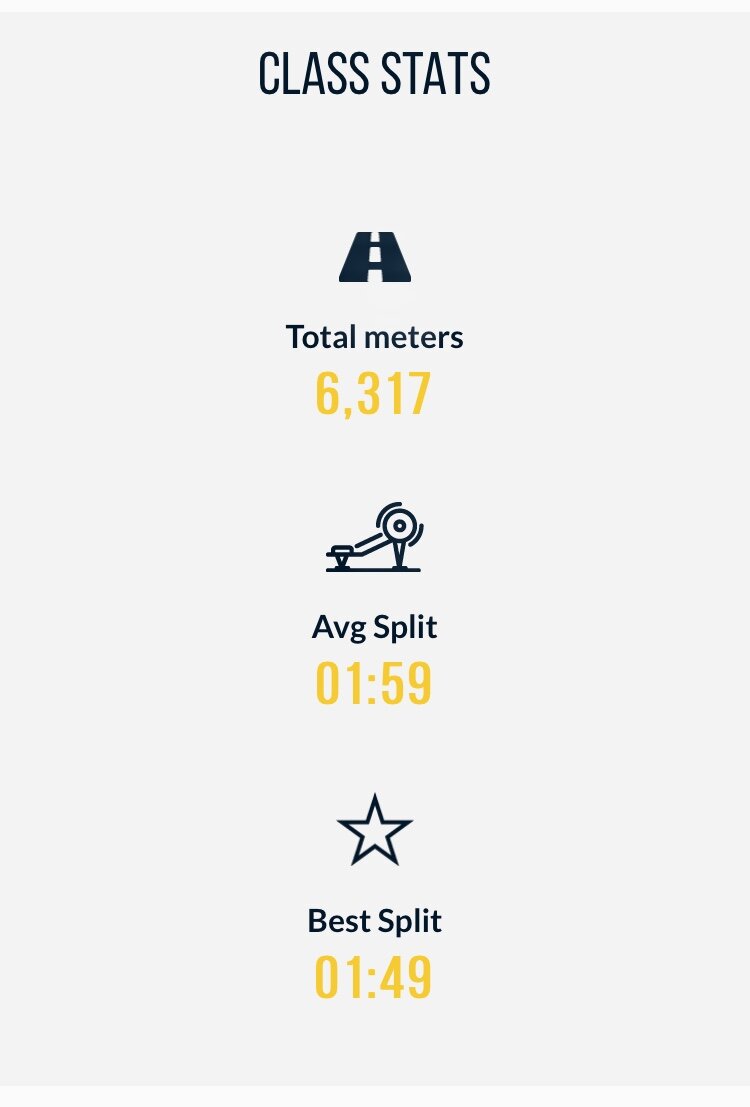 CLASS STATS
Total meters
6,317
Avg Split
01:59
Best Split
01:49